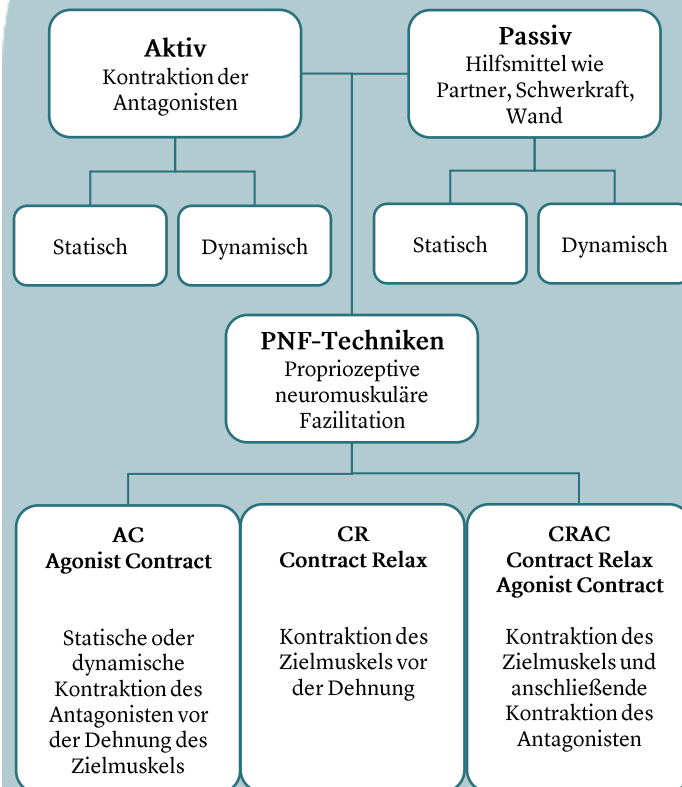 Aktiv
Kontraktion der
Antagonisten
Passiv
Hilfsmittel wie
Partner, Schwerkraft,
Wand
Statisch
Dynamisch
Statisch
Dynamisch
PNF-Techniken
Propriozeptive
neuromuskuläre
Fazilitation
AC
Agonist Contract
Statische oder
dynamische
Kontraktion des
Antagonisten vor
der Dehnung des
Zielmuskels
CR
Contract Relax
Kontraktion des
Zielmuskels vor
der Dehnung
CRAC
Contract Relax
Agonist Contract
Kontraktion des
Zielmuskels und
anschließende
Kontraktion des
Antagonisten